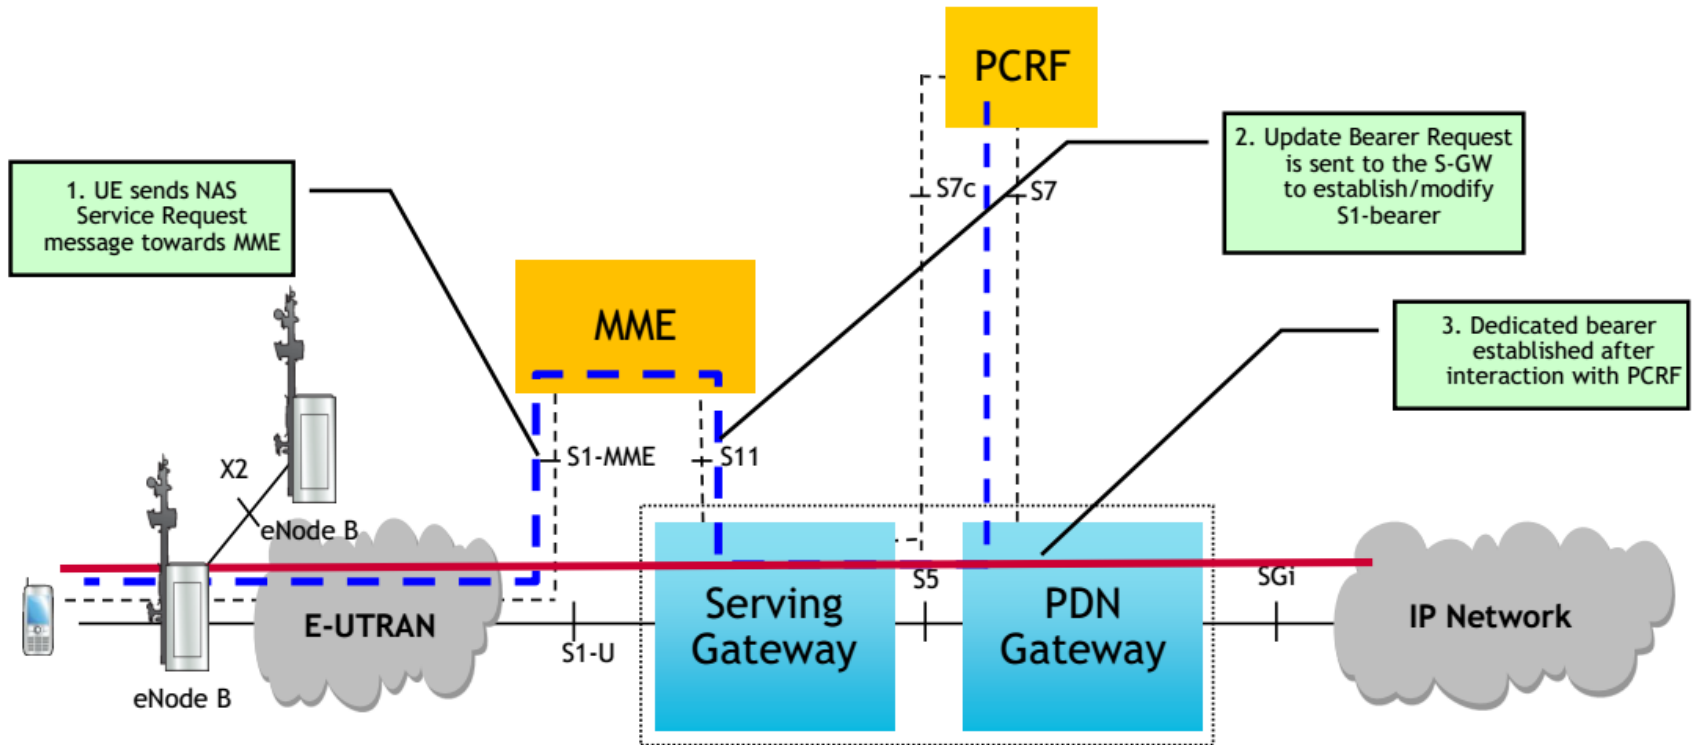 PCRF
2. Update Bearer Request
is sent to the S-GW
to establish/modify
S1-bearer
1. UE sends NAS
Service Request
message towards MME
S7c
S7
MME
3. Dedicated bearer
established after
interaction with PCRF
S1-MME
S11
X2
eNode B
S5
SGi
E-UTRAN
Serving
Gateway
PDN
Gateway
IP Network
S1-U
eNode B